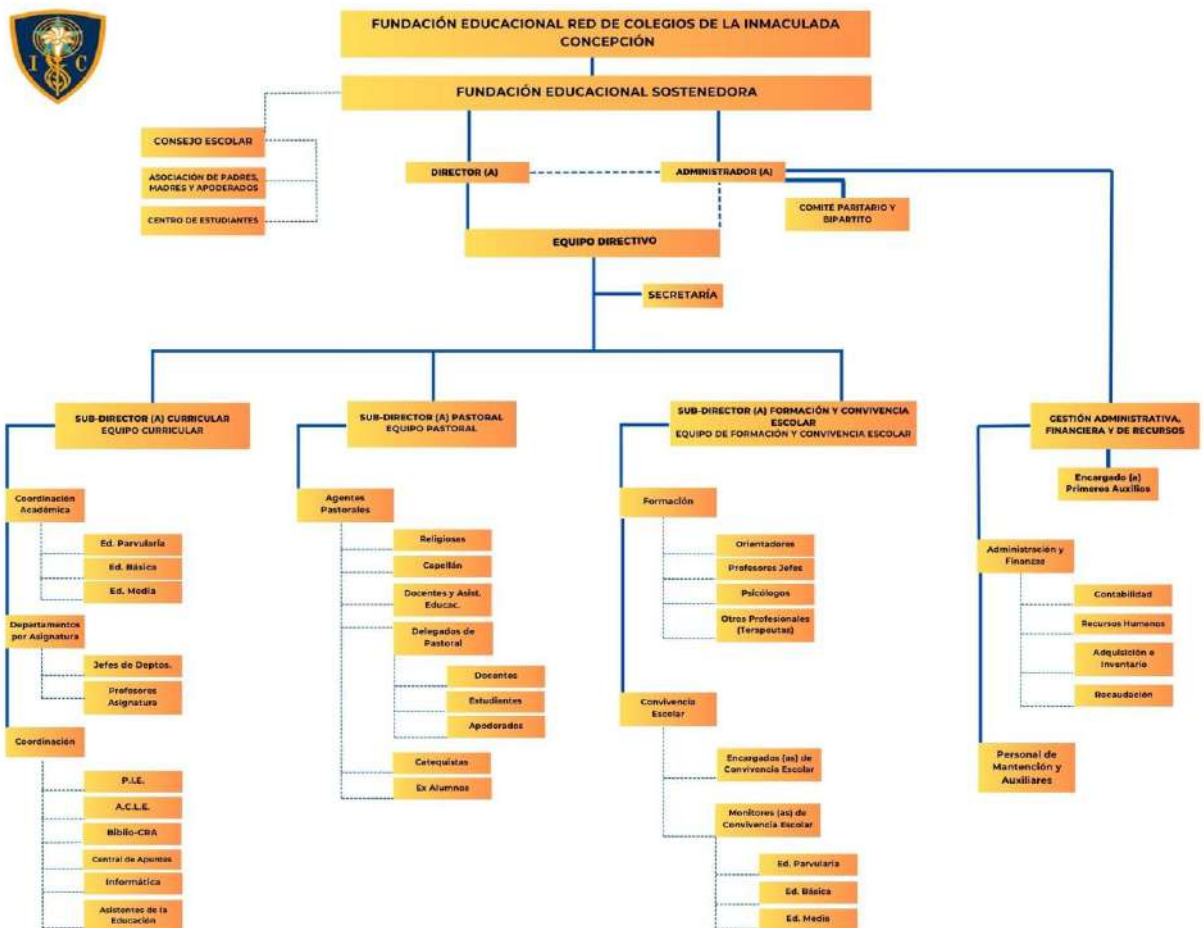 I C
FUNDACIÓN EDUCACIONAL RED DE COLEGIOS DE LA INMACULADA
CONCEPCIÓN
FUNDACIÓN EDUCACIONAL SOSTENEDORA
CONSEJO ESCOLAR
ASOCIACIÓN DE PADRES,
MADRES Y APODERADOS
CENTRO DE ESTUDIANTES
DIRECTOR (A)
ADMINISTRADOR (A)
COMITÉ PARITARIO Y
BIPARTITO
EQUIPO DIRECTIVO
SECRETARÍA
SUB-DIRECTOR (A) CURRICULAR
EQUIPO CURRICULAR
Coordinación
Académica
Ed. Parvularia
Ed. Básica
Ed. Media
Departamentos
por Asignatura
Jefes de Deptos.
Profesores
Asignatura
Coordinación
P.I.E.
A.C.L.E.
Biblio-CRA
Central de Apuntes
Informática
Asistentes de la
Educación
SUB-DIRECTOR (A) PASTORAL
EQUIPO PASTORAL
Agentes
Pastorales
Religiosas
Capellán
Docentes y Asist.
Educac.
Delegados de
Pastoral
Docentes
Estudiantes
Apoderados
Catequistas
Ex Alumnos
SUB-DIRECTOR (A) FORMACIÓN Y CONVIVENCIA
ESCOLAR
EQUIPO DE FORMACIÓN Y CONVIVENCIA ESCOLAR
Formación
Orientadores
Profesores Jefes
Psicólogos
Otros Profesionales
(Terapeutas)
Convivencia
Escolar
Encargados (as) de
Convivencia Escolar
Monitores (as) de
Convivencia Escolar
Ed. Parvularia
Ed. Básica
Ed. Media
GESTIÓN ADMINISTRATIVA,
FINANCIERA Y DE RECURSOS
Encargado (a)
Primeros Auxilios
Administración y
Finanzas
Contabilidad
Recursos Humanos
Adquisición e
Inventario
Recaudación
Personal de
Mantención y
Auxiliares